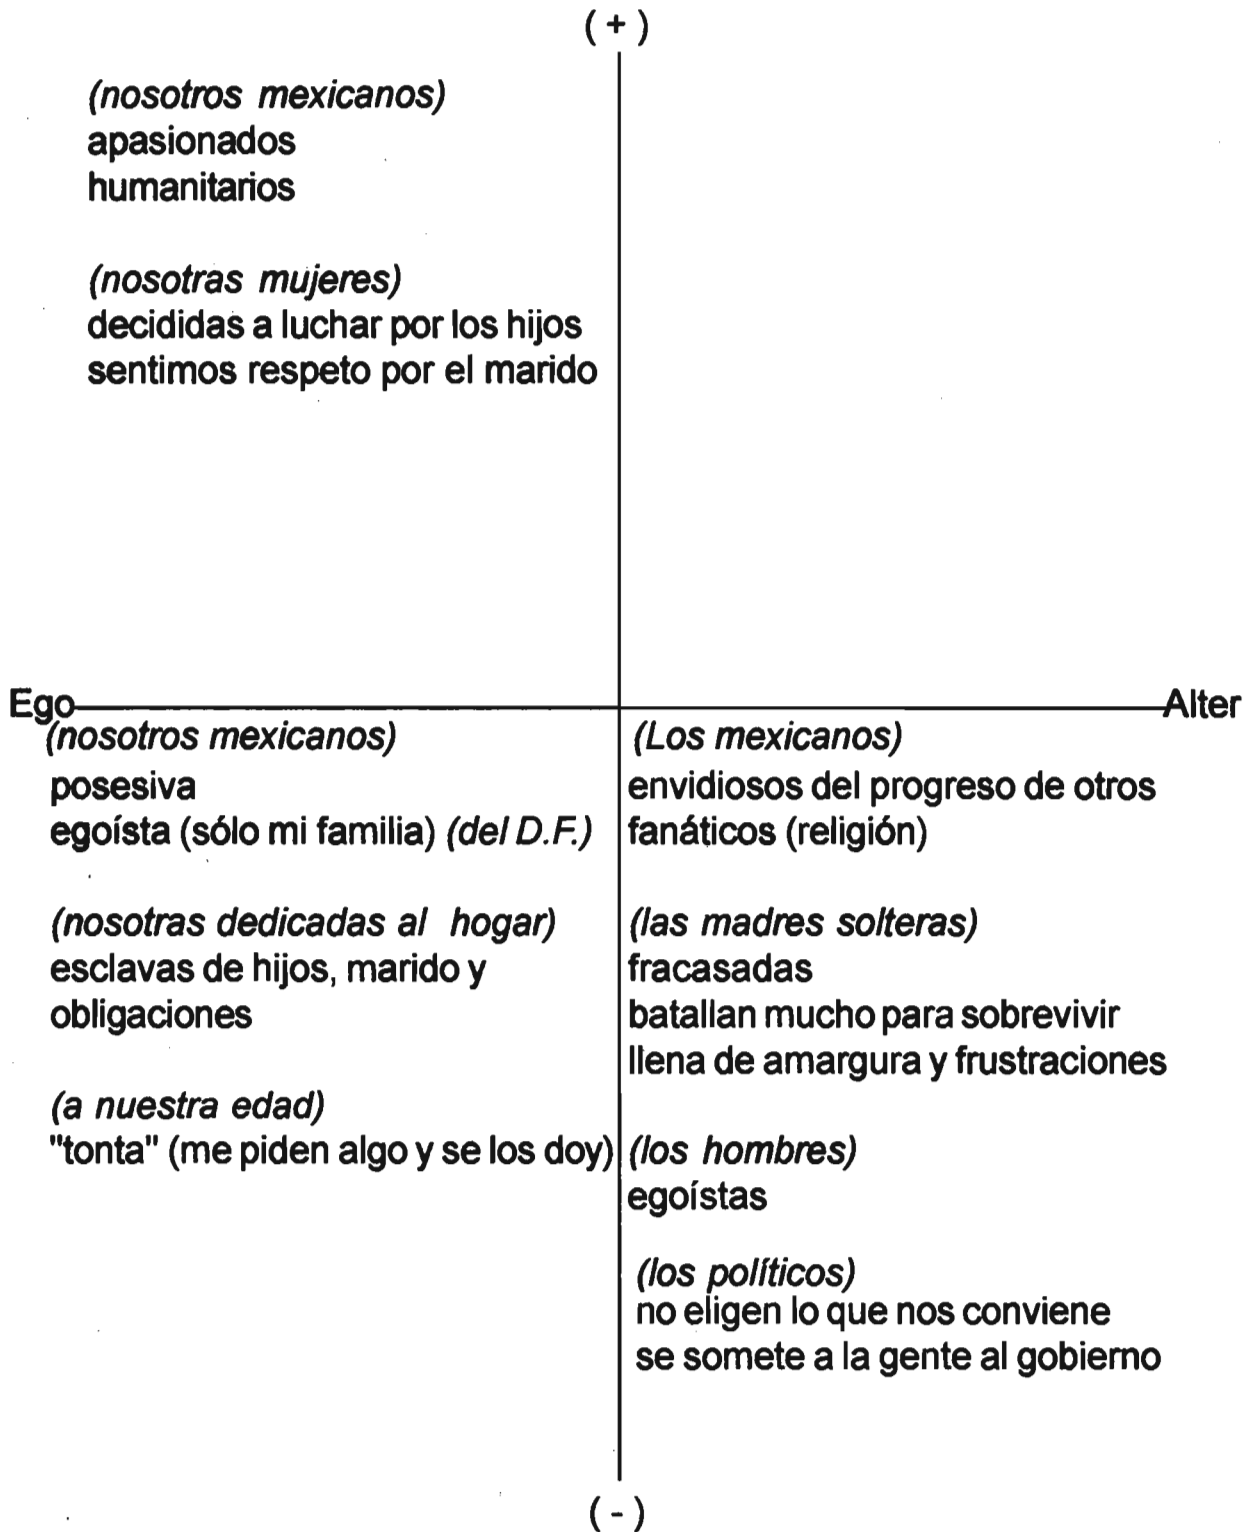 ( + )
(nosotros mexicanos)
apasionados
humanitarios
(nosotras mujeres)
decididas a luchar por los hijos
sentimos respeto por el marido
Ego
Alter
(nosotros mexicanos)
posesiva
egoísta (sólo mi familia) (del D.F.)
(nosotras dedicadas al hogar)
esclavas de hijos, marido y
obligaciones
(a nuestra edad)
"tonta" (me piden algo y se los doy)
(Los mexicanos)
envidiosos del progreso de otros
fanáticos (religión)
(las madres solteras)
fracasadas
batallan mucho para sobrevivir
llena de amargura y frustraciones
(los hombres)
egoístas
(los políticos)
no eligen lo que nos conviene
se somete a la gente al gobierno
( - )